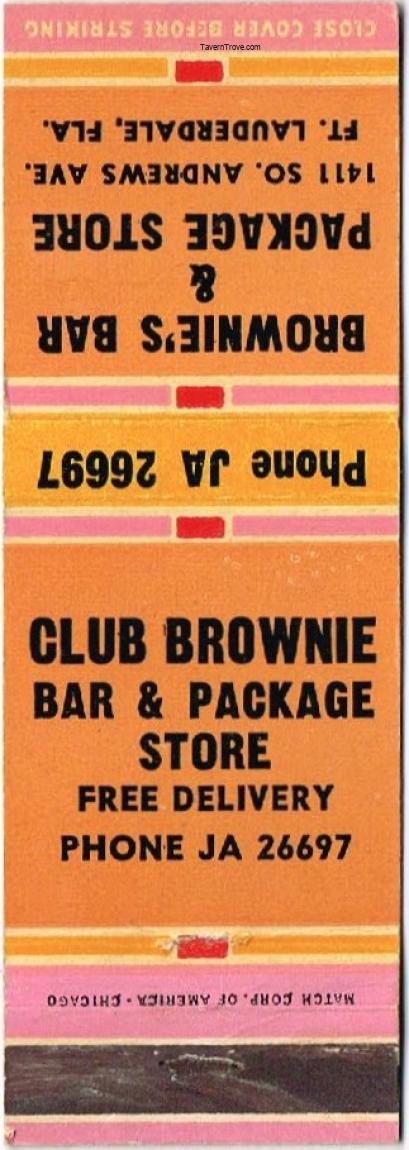 CLOSE COVER BEFORE STRIKING
TavernTrove.com
BROWNIE'S BAR
&
PACKAGE STORE
1411 SO. ANDREWS AVE.
FT. LAUDERDALE, FLA.
Phone JA 26697
CLUB BROWNIE
BAR & PACKAGE
STORE
FREE DELIVERY
PHONE JA 26697
MATCH CORP. OF AMERICA - CHICAGO